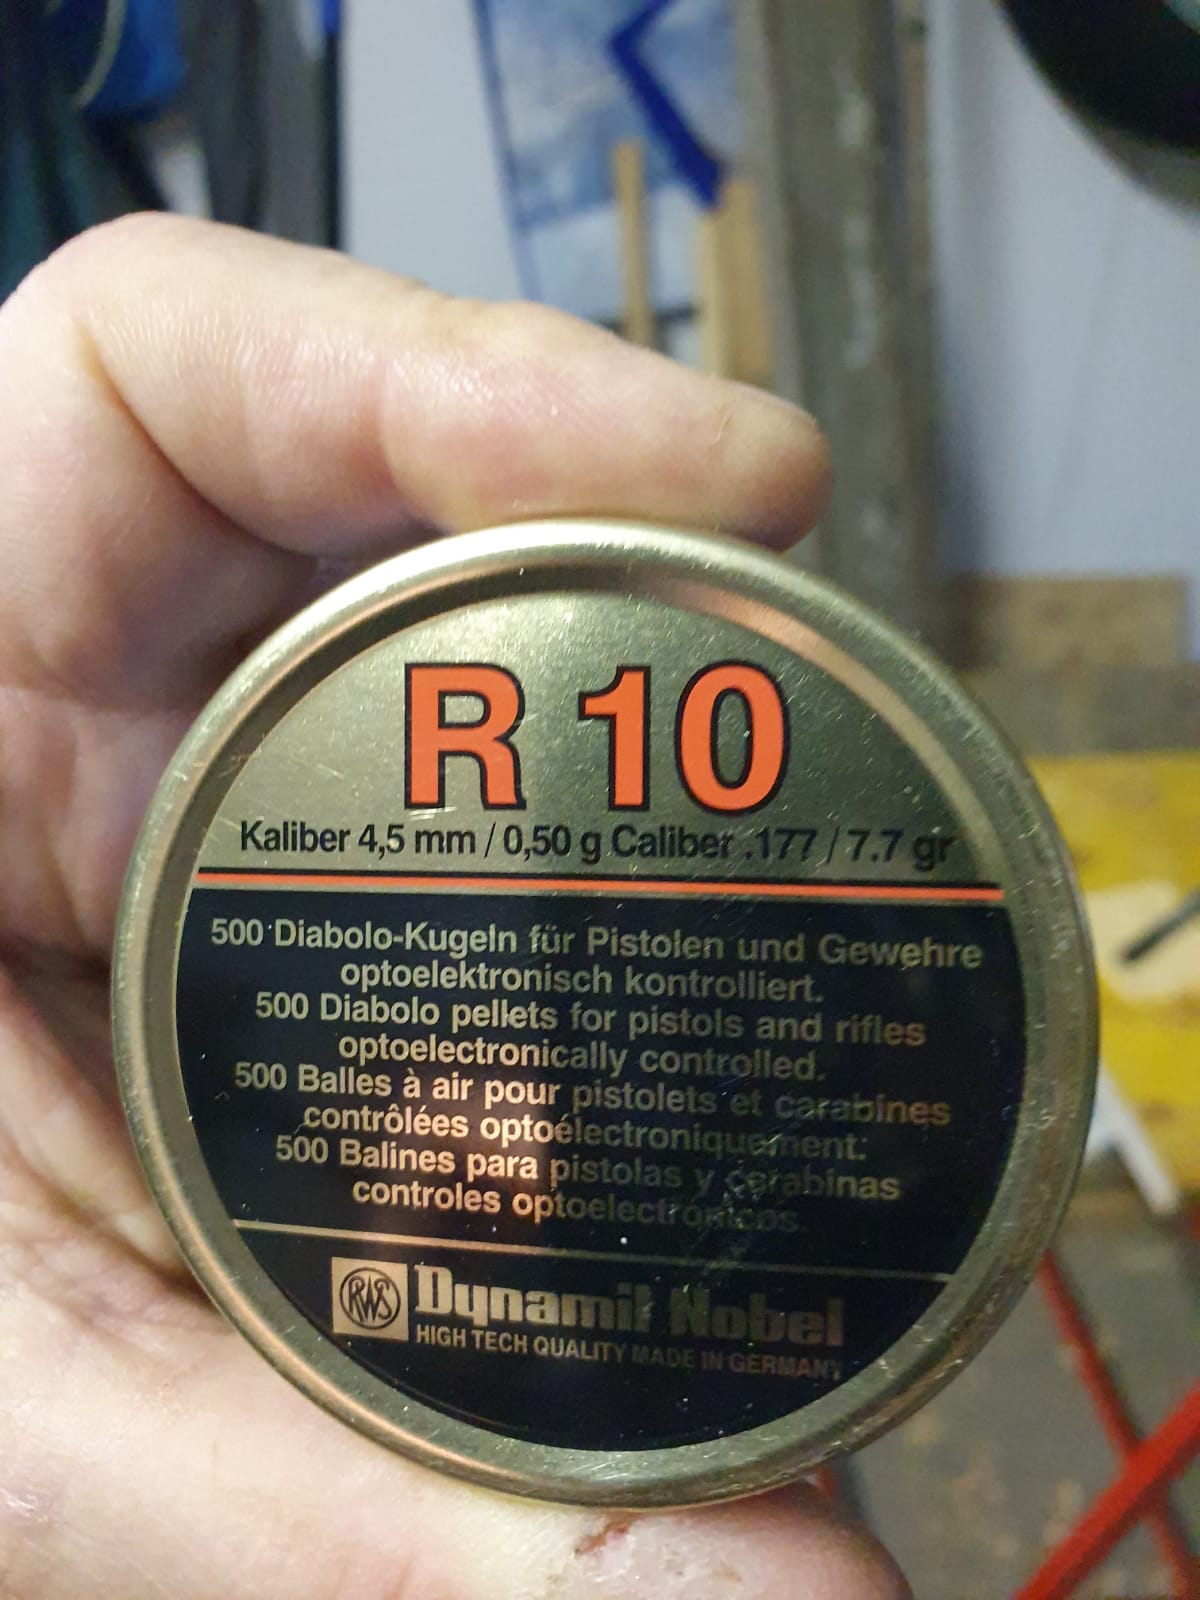 R 10
Kaliber 4,5 mm / 0,50 g Caliber .177 / 7.7 gr
500 Diabolo-Kugeln für Pistolen und Gewehre
optoelektronisch kontrolliert.
500 Diabolo pellets for pistols and rifles
optoelectronically controlled.
500 Balles à air pour pistolets et carabines
contrôlées optoélectroniquement.
500 Balines para pistolas y carabinas
controles optoelectrónicos.
RWS
Dynamit Nobel
HIGH TECH QUALITY MADE IN GERMANY